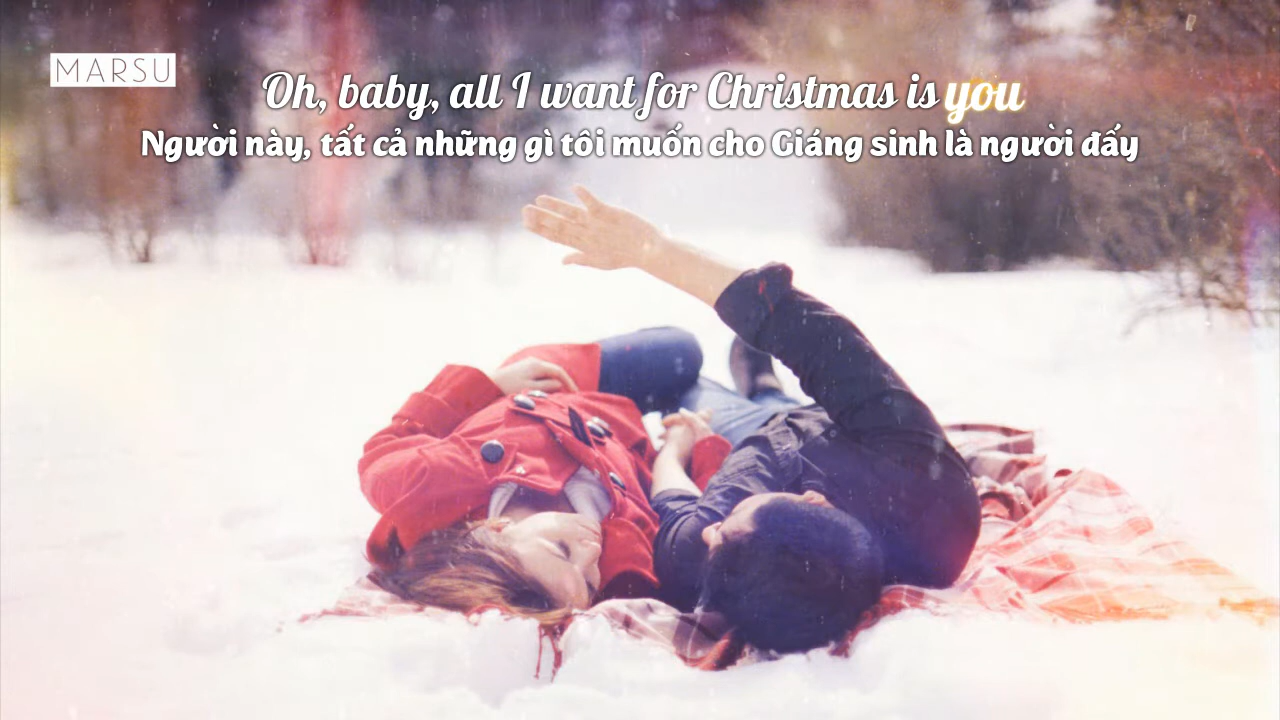 MARSU
Oh, baby, all I want for Christmas is you
Người này, tất cả những gì tôi muốn cho Giáng sinh là người đấy